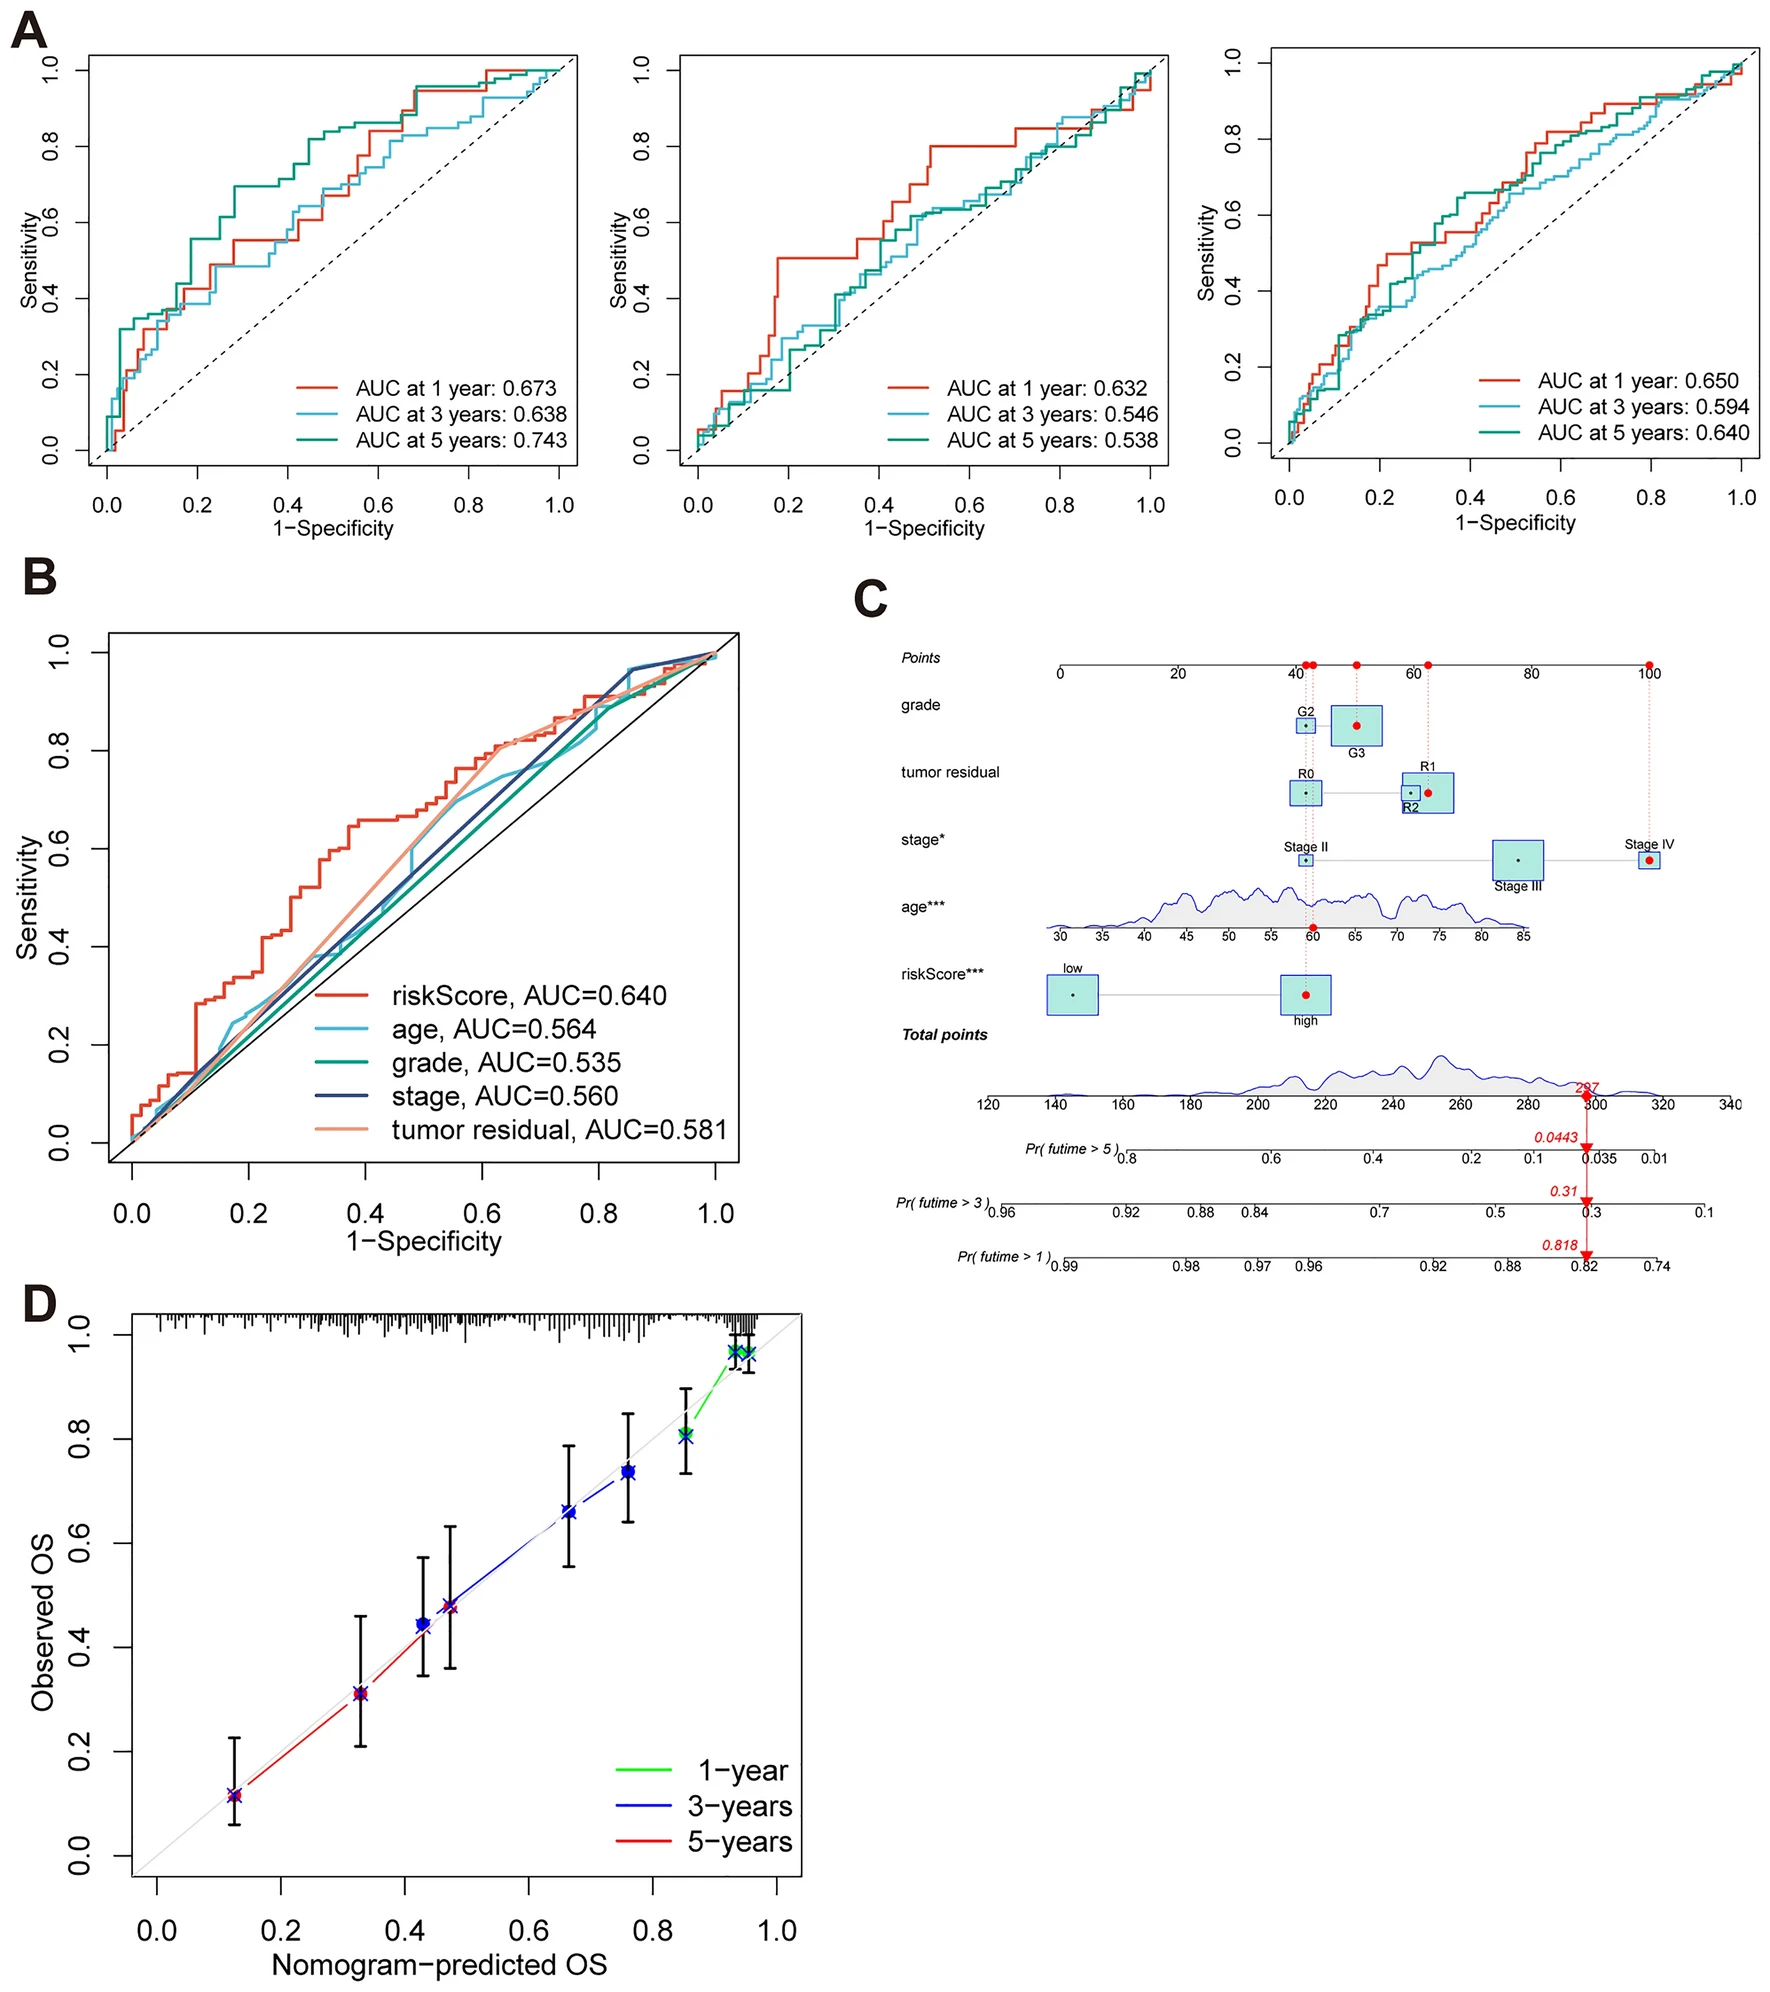 A
1.0
0.8
0.6
0.4
0.2
0.0
Sensitivity
AUC at 1 year: 0.673
AUC at 3 years: 0.638
AUC at 5 years: 0.743
0.0 0.2 0.4 0.6 0.8 1.0
1−Specificity
1.0
0.8
0.6
0.4
0.2
0.0
Sensitivity
AUC at 1 year: 0.632
AUC at 3 years: 0.546
AUC at 5 years: 0.538
0.0 0.2 0.4 0.6 0.8 1.0
1−Specificity
1.0
0.8
0.6
0.4
0.2
0.0
Sensitivity
AUC at 1 year: 0.650
AUC at 3 years: 0.594
AUC at 5 years: 0.640
0.0 0.2 0.4 0.6 0.8 1.0
1−Specificity
B
1.0
0.8
0.6
0.4
0.2
0.0
Sensitivity
riskScore, AUC=0.640
age, AUC=0.564
grade, AUC=0.535
stage, AUC=0.560
tumor residual, AUC=0.581
0.0 0.2 0.4 0.6 0.8 1.0
1−Specificity
C
Points
0 20 40 60 80 100
grade
G2
G3
tumor residual
R0
R1
R2
stage*
Stage II
Stage III
Stage IV
age***
30 35 40 45 50 55 60 65 70 75 80 85
riskScore***
low
high
Total points
297
120 140 160 180 200 220 240 260 280 300 320 340
0.0443
Pr( futime > 5 )
0.8 0.6 0.4 0.2 0.1 0.035 0.01
0.31
Pr( futime > 3 )
0.96 0.92 0.88 0.84 0.7 0.5 0.3 0.1
0.818
Pr( futime > 1 )
0.99 0.98 0.97 0.96 0.92 0.88 0.82 0.74
D
1.0
0.8
0.6
0.4
0.2
0.0
Observed OS
1−year
3−years
5−years
0.0 0.2 0.4 0.6 0.8 1.0
Nomogram−predicted OS